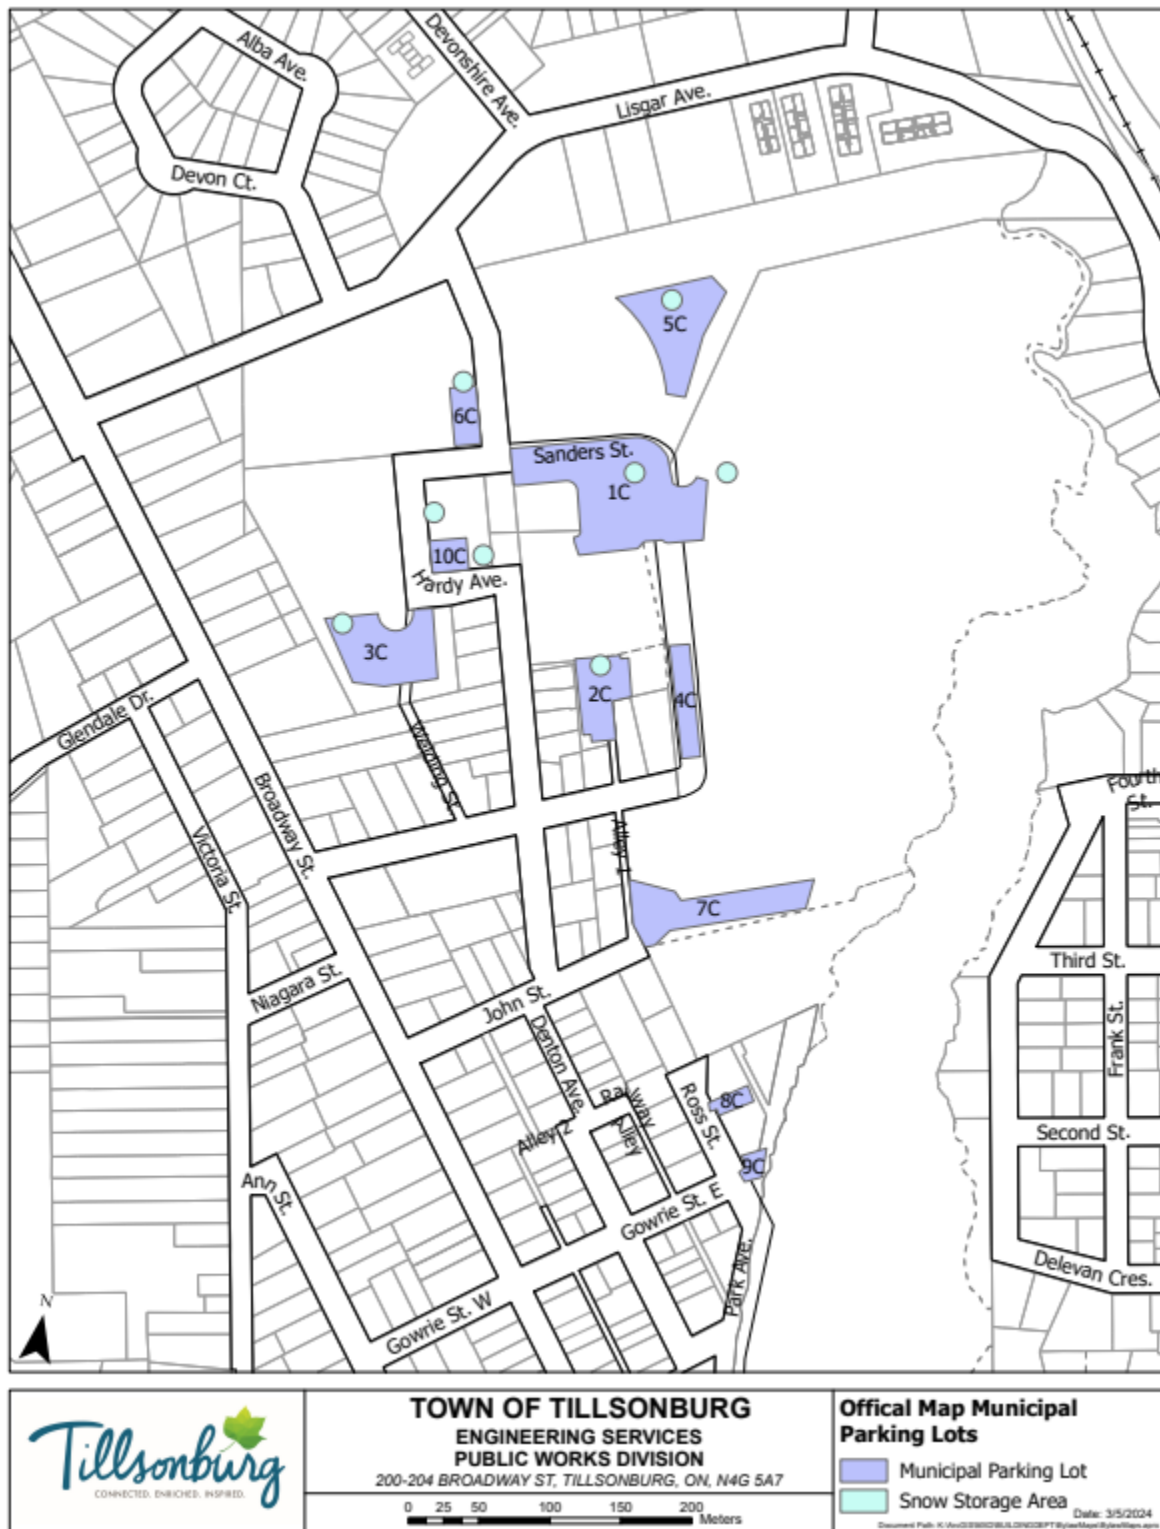 Alba Ave.
Devonshire Ave.
Lisgar Ave.
Devon Ct.
5C
6C
Sanders St.
1C
10C
Hardy Ave.
3C
2C
4C
Glendale Dr.
Broadway St.
Victoria St.
Alley 1
Fourth
St.
7C
Third St.
Niagara St.
John St.
Denton Ave.
Frank St.
Railway
Alley
Ross St.
8C
Alley 2
Second St.
9C
Ann St.
Gowrie St. E
Park Ave.
Delevan Cres.
Gowrie St. W
N
Tillsonburg
CONNECTED. ENRICHED. INSPIRED.
TOWN OF TILLSONBURG
ENGINEERING SERVICES
PUBLIC WORKS DIVISION
200-204 BROADWAY ST, TILLSONBURG, ON, N4G 5A7
0 25 50 100 150 200
Meters
Offical Map Municipal
Parking Lots
Municipal Parking Lot
Snow Storage Area
Date: 3/5/2024